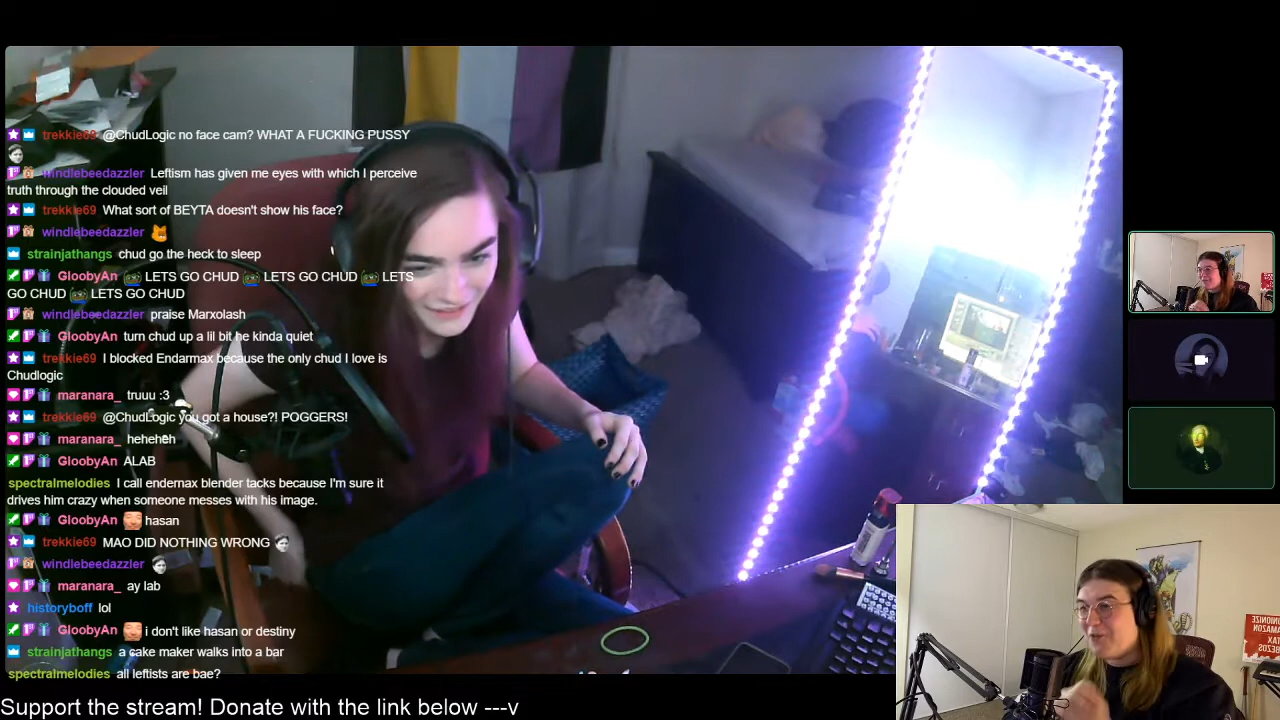 trekkie69 @ChudLogic no face cam? WHAT A FUCKING PUSSY
windlebeedazzler Leftism has given me eyes with which I perceive
truth through the clouded veil
trekkie69 What sort of BEYTA doesn't show his face?
windlebeedazzler
strainjathangs chud go the heck to sleep
GloobyAn LETS GO CHUD LETS GO CHUD LETS
GO CHUD LETS GO CHUD
windlebeedazzler praise Marxolash
GloobyAn turn chud up a lil bit he kinda quiet
trekkie69 I blocked Endarmax because the only chud I love is
Chudlogic
maranara_ truuu :3
trekkie69 @ChudLogic you got a house?! POGGERS!
maranara_ heheheh
GloobyAn ALAB
spectralmelodies I call endernax blender tacks because I'm sure it
drives him crazy when someone messes with his image.
GloobyAn hasan
trekkie69 MAO DID NOTHING WRONG
windlebeedazzler
maranara_ ay lab
historyboff lol
GloobyAn i don't like hasan or destiny
strainjathangs a cake maker walks into a bar
spectralmelodies all leftists are bae?
Support the stream! Donate with the link below ---v
UNIONIZE
AMAZON
TAX
BEZOS